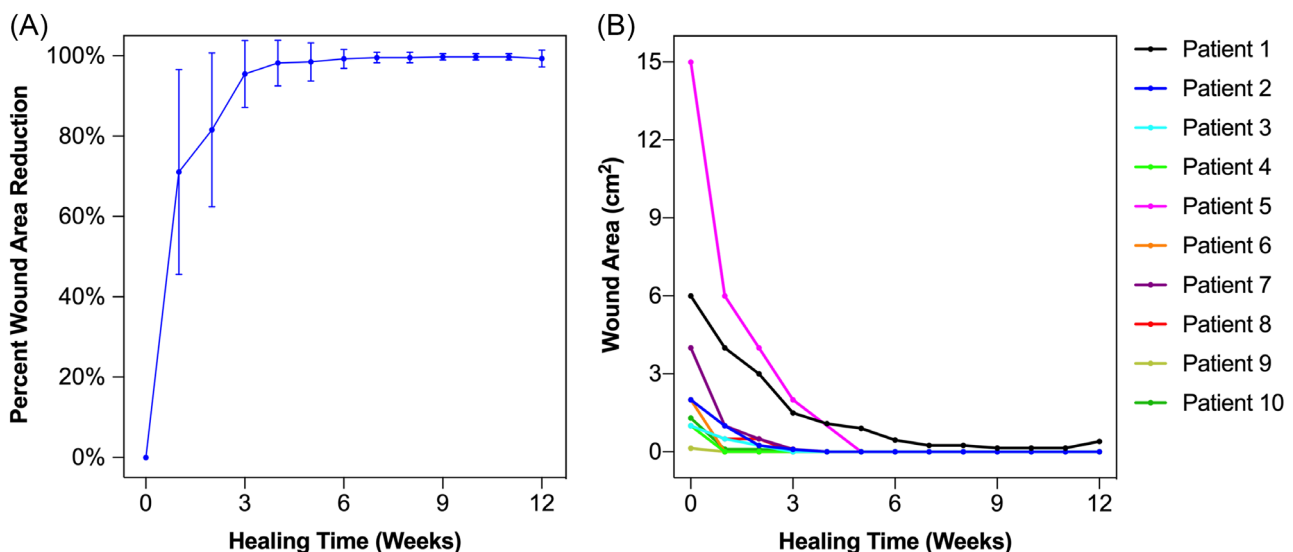 (A)
Percent Wound Area Reduction
100%
80%
60%
40%
20%
0%
0
3
6
9
12
Healing Time (Weeks)
(B)
Wound Area (cm²)
15
12
9
6
3
0
0
3
6
9
12
Healing Time (Weeks)
Patient 1
Patient 2
Patient 3
Patient 4
Patient 5
Patient 6
Patient 7
Patient 8
Patient 9
Patient 10